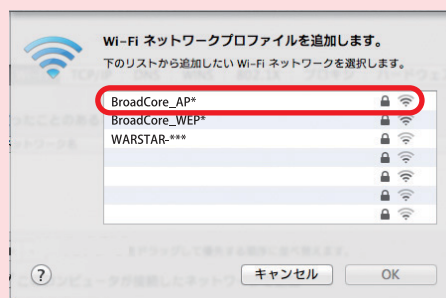 Wi-Fi ネットワークプロファイルを追加します。
下のリストから追加したい Wi-Fi ネットワークを選択します。
BroadCore_AP*
BroadCore_WEP*
WARSTAR-***
?
キャンセル
OK